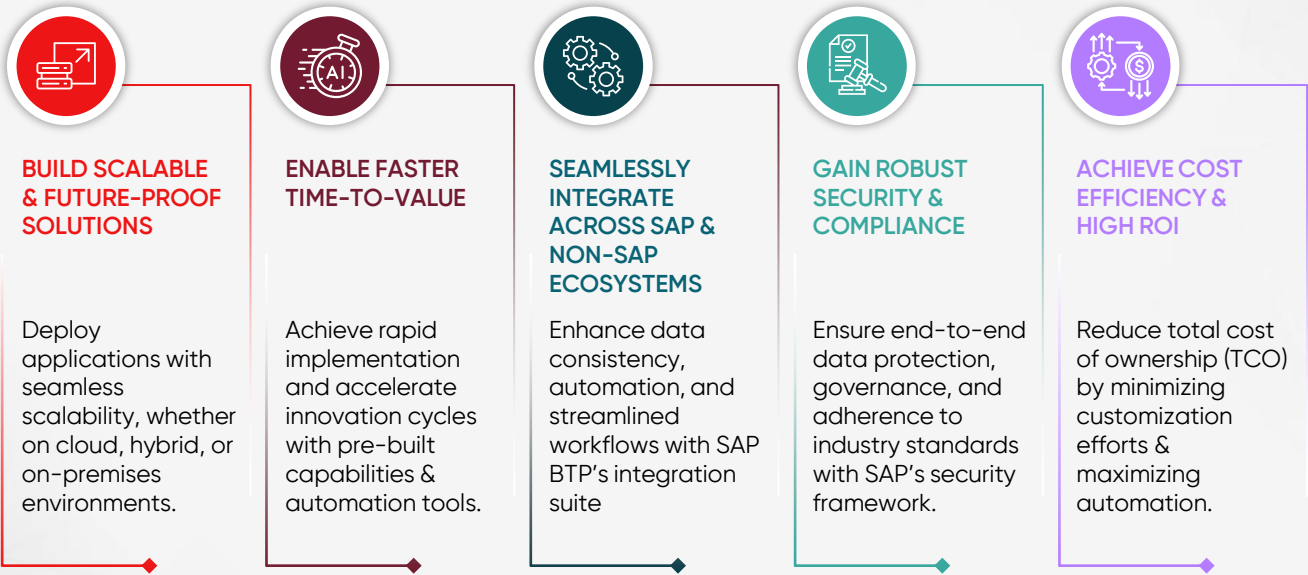 AI
BUILD SCALABLE
& FUTURE-PROOF
SOLUTIONS
Deploy
applications with
seamless
scalability, whether
on cloud, hybrid, or
on-premises
environments.
ENABLE FASTER
TIME-TO-VALUE
Achieve rapid
implementation
and accelerate
innovation cycles
with pre-built
capabilities &
automation tools.
SEAMLESSLY
INTEGRATE
ACROSS SAP &
NON-SAP
ECOSYSTEMS
Enhance data
consistency,
automation, and
streamlined
workflows with SAP
BTP’s integration
suite
GAIN ROBUST
SECURITY &
COMPLIANCE
Ensure end-to-end
data protection,
governance, and
adherence to
industry standards
with SAP’s security
framework.
$
ACHIEVE COST
EFFICIENCY &
HIGH ROI
Reduce total cost
of ownership (TCO)
by minimizing
customization
efforts &
maximizing
automation.